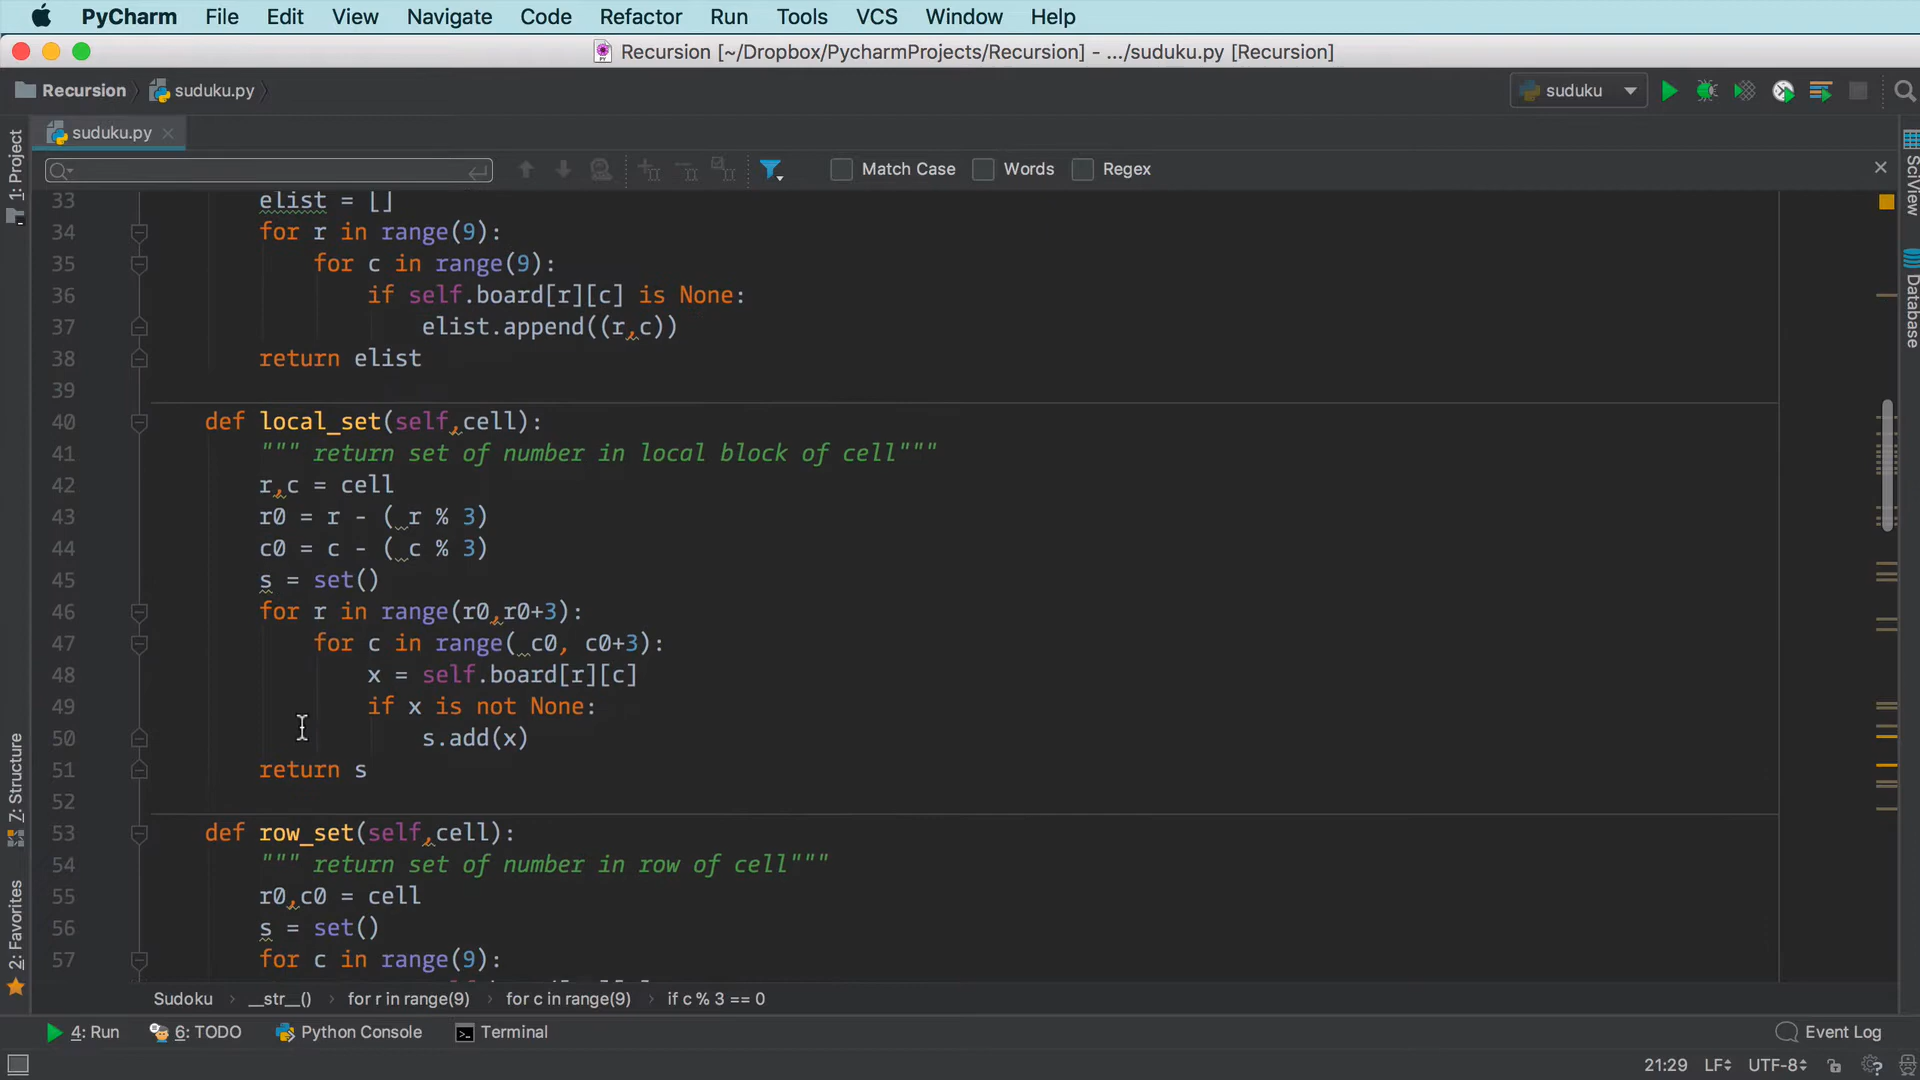 PyCharm File Edit View Navigate Code Refactor Run Tools VCS Window Help
Recursion [~/Dropbox/PycharmProjects/Recursion] - .../suduku.py [Recursion]
Recursion suduku.py suduku
suduku.py
Match Case Words Regex
1: Project
SciView
Database
33 elist = []
34 for r in range(9):
35 for c in range(9):
36 if self.board[r][c] is None:
37 elist.append((r,c))
38 return elist
39
40 def local_set(self,cell):
41 """ return set of number in local block of cell"""
42 r,c = cell
43 r0 = r - ( r % 3)
44 c0 = c - ( c % 3)
45 s = set()
46 for r in range(r0,r0+3):
47 for c in range( c0, c0+3):
48 x = self.board[r][c]
49 if x is not None:
50 s.add(x)
51 return s
52
53 def row_set(self,cell):
54 """ return set of number in row of cell"""
55 r0,c0 = cell
56 s = set()
57 for c in range(9):
Z: Structure
2: Favorites
Sudoku __str__() for r in range(9) for c in range(9) if c % 3 == 0
4: Run 6: TODO Python Console Terminal Event Log
21:29 LF UTF-8